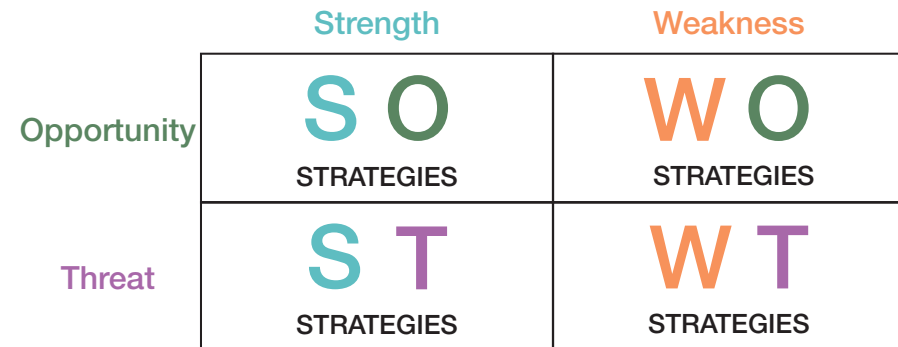 Strength Weakness
Opportunity S O W O
STRATEGIES STRATEGIES
Threat S T W T
STRATEGIES STRATEGIES